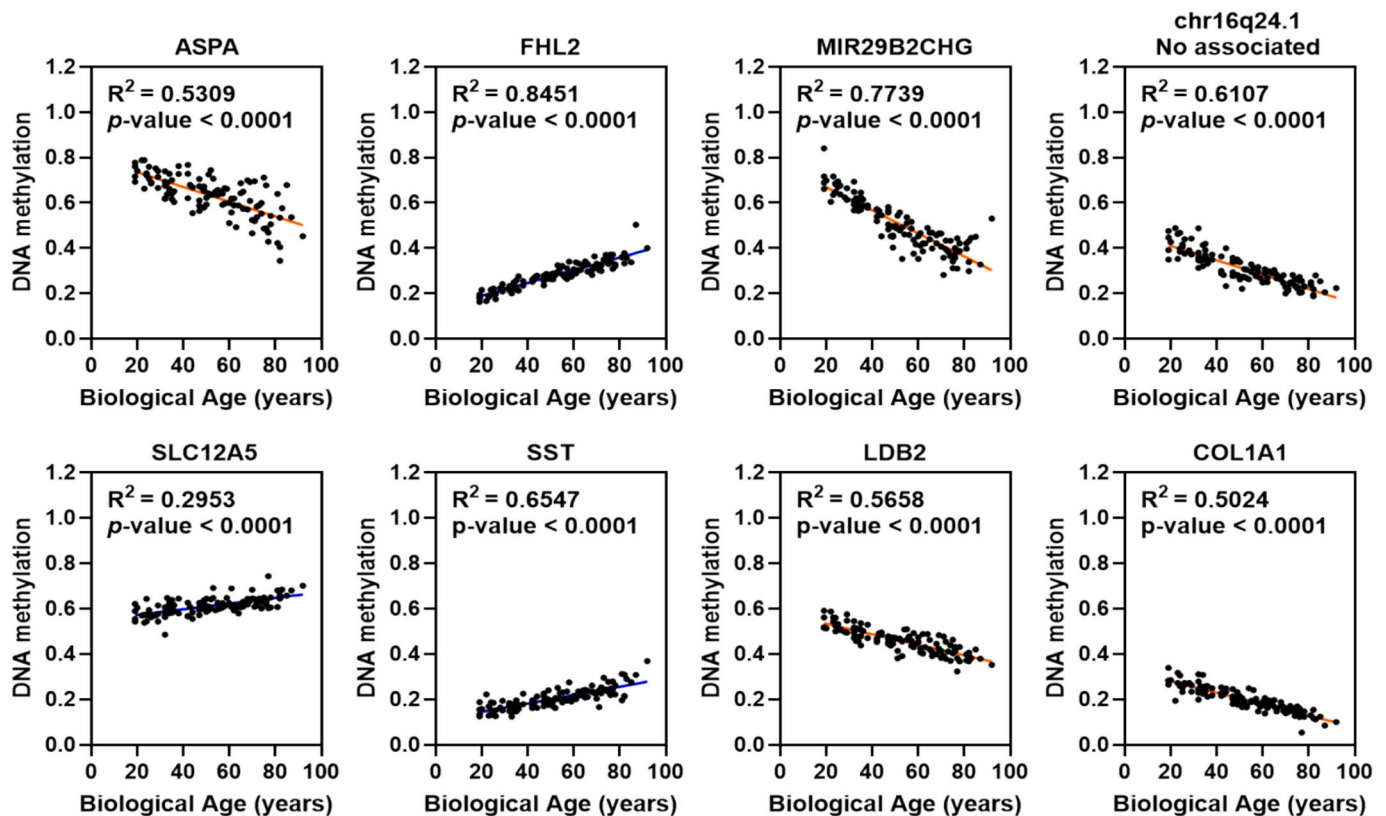 ASPA
R² = 0.5309
p-value < 0.0001
DNA methylation
1.2
1.0
0.8
0.6
0.4
0.2
0.0
0 20 40 60 80 100
Biological Age (years)
FHL2
R² = 0.8451
p-value < 0.0001
DNA methylation
1.2
1.0
0.8
0.6
0.4
0.2
0.0
0 20 40 60 80 100
Biological Age (years)
MIR29B2CHG
R² = 0.7739
p-value < 0.0001
DNA methylation
1.2
1.0
0.8
0.6
0.4
0.2
0.0
0 20 40 60 80 100
Biological Age (years)
chr16q24.1
No associated
R² = 0.6107
p-value < 0.0001
DNA methylation
1.2
1.0
0.8
0.6
0.4
0.2
0.0
0 20 40 60 80 100
Biological Age (years)
SLC12A5
R² = 0.2953
p-value < 0.0001
DNA methylation
1.2
1.0
0.8
0.6
0.4
0.2
0.0
0 20 40 60 80 100
Biological Age (years)
SST
R² = 0.6547
p-value < 0.0001
DNA methylation
1.2
1.0
0.8
0.6
0.4
0.2
0.0
0 20 40 60 80 100
Biological Age (years)
LDB2
R² = 0.5658
p-value < 0.0001
DNA methylation
1.2
1.0
0.8
0.6
0.4
0.2
0.0
0 20 40 60 80 100
Biological Age (years)
COL1A1
R² = 0.5024
p-value < 0.0001
DNA methylation
1.2
1.0
0.8
0.6
0.4
0.2
0.0
0 20 40 60 80 100
Biological Age (years)